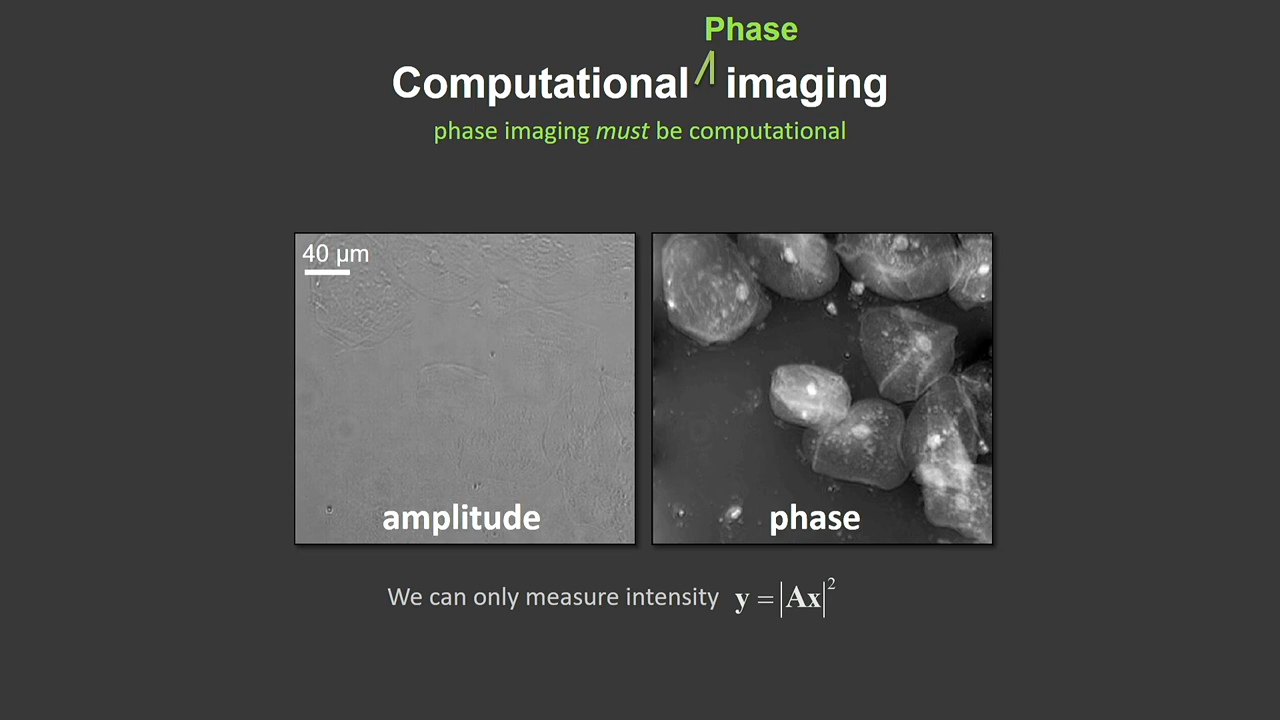 Phase
Computational imaging
phase imaging must be computational
40 µm
amplitude
phase
We can only measure intensity y = |Ax|²